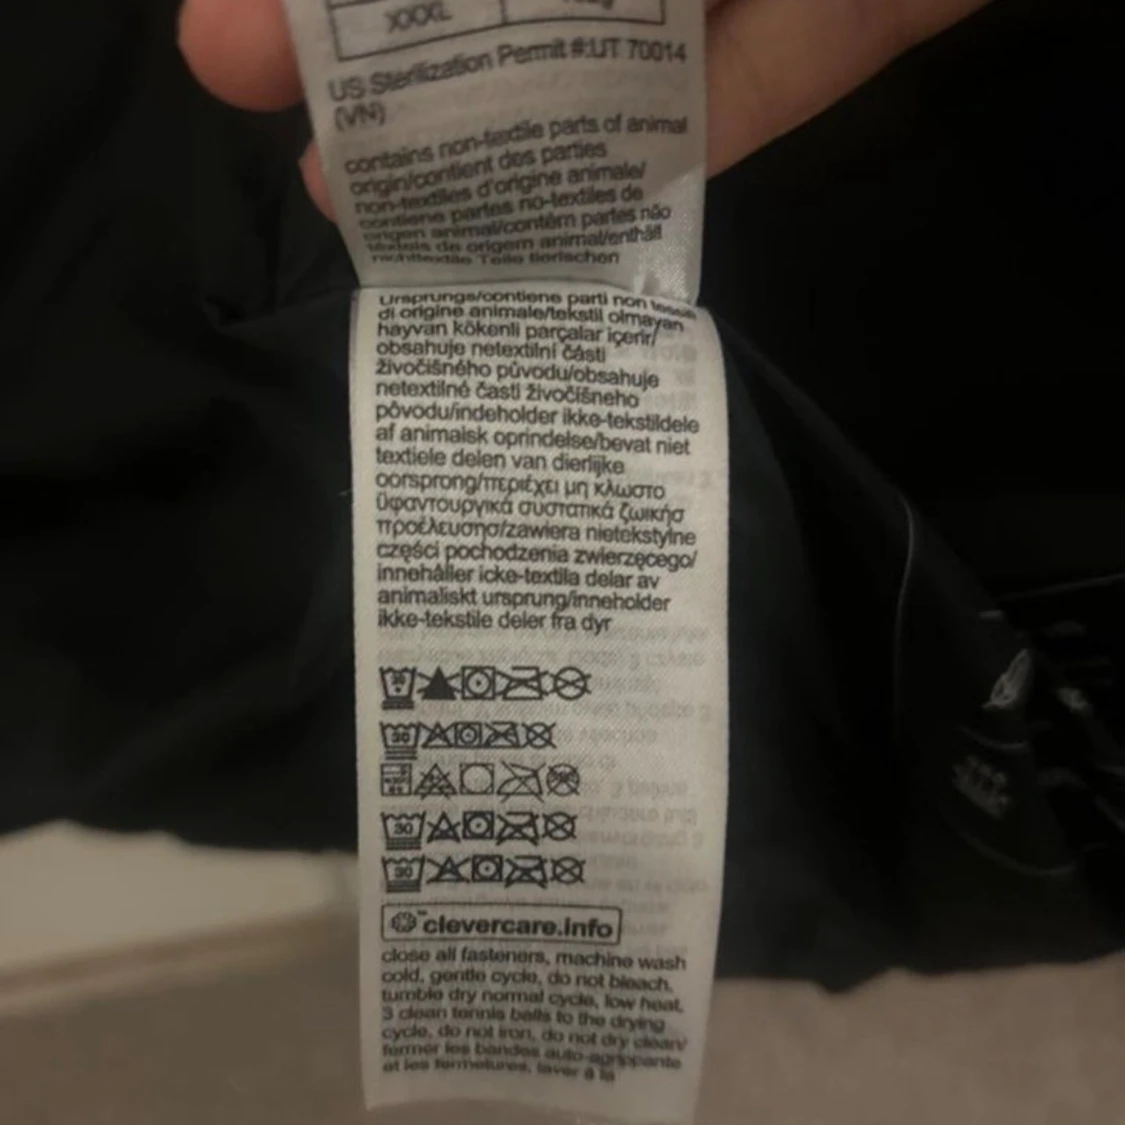 XXXL
US Sterilization Permit #:UT 70014
(VN)
contains non-textile parts of animal
origin/contient des parties
non-textiles d'origine animale/
contiene partes no-textiles de
origen animal/contém partes não
têxteis de origem animal/enthält
nichttextile Teile tierischen
Ursprungs/contiene parti non tessili
di origine animale/tekstil olmayan
hayvan kökenli parçalar içerir/
obsahuje netextilní části
živočišného původu/obsahuje
netextilné časti živočíšneho
pôvodu/indeholder ikke-tekstildele
af animalsk oprindelse/bevat niet
textiele delen van dierlijke
oorsprong/περιέχει μη κλωστο
ϋφαντουργικά συστατικά ζωικήσ
προέλευσησ/zawiera nietekstylne
części pochodzenia zwierzęcego/
innehåller icke-textila delar av
animaliskt ursprung/inneholder
ikke-tekstile deler fra dyr
30
30
30
30
clevercare.info
close all fasteners, machine wash
cold, gentle cycle, do not bleach,
tumble dry normal cycle, low heat,
3 clean tennis balls to the drying
cycle, do not iron, do not dry clean/
fermer les bandes auto-agrippante
et les fermetures, laver à la